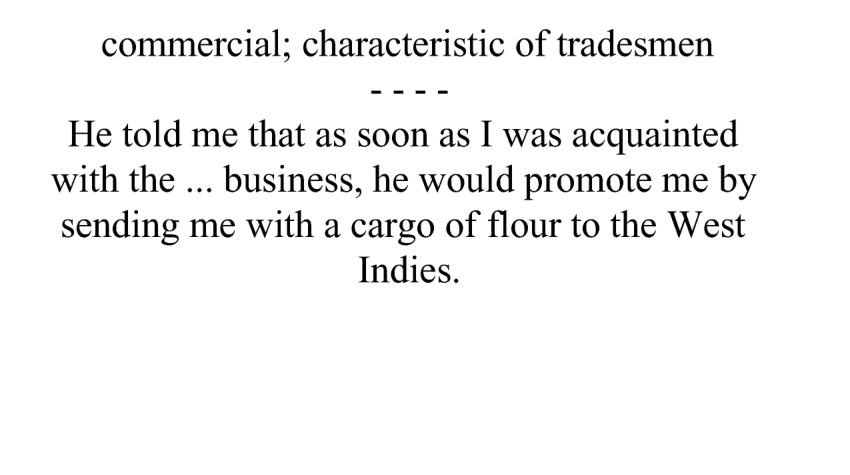 commercial; characteristic of tradesmen
- - - -
He told me that as soon as I was acquainted
with the ... business, he would promote me by
sending me with a cargo of flour to the West
Indies.